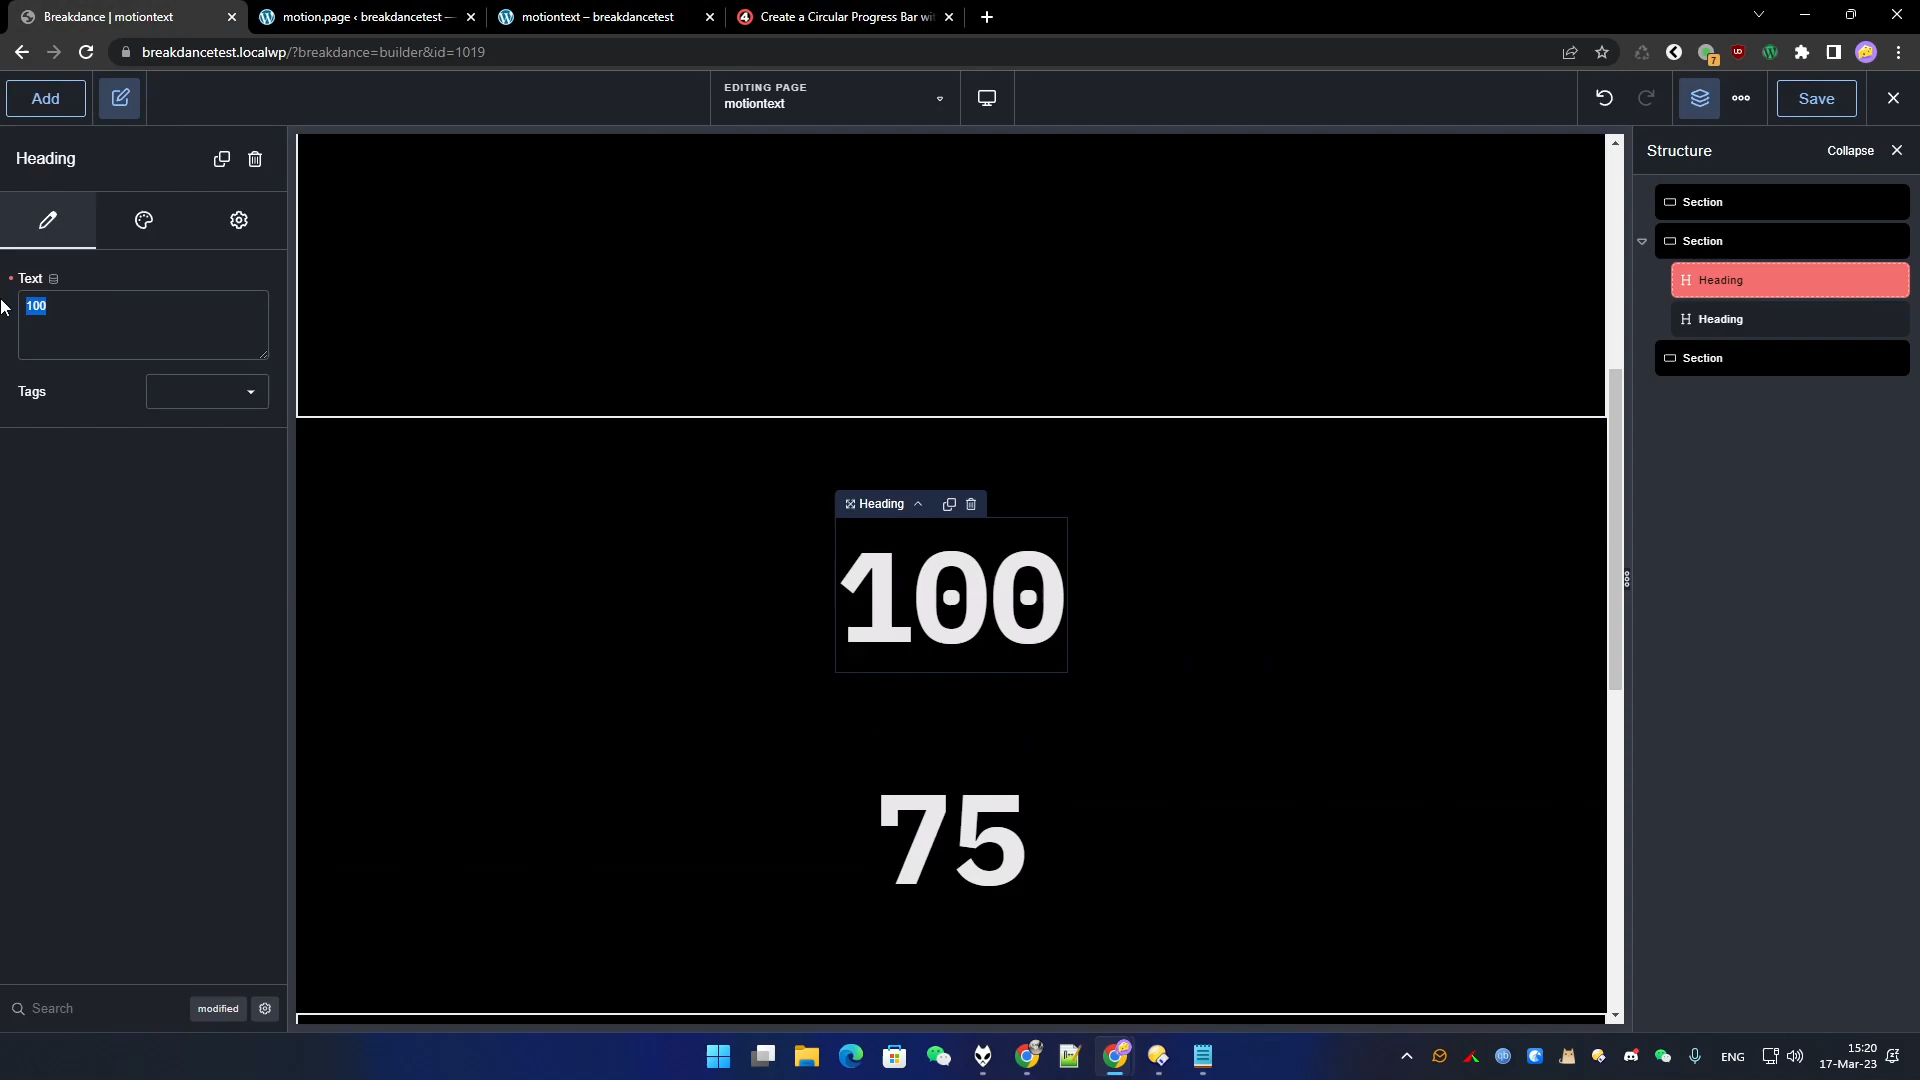 Breakdance | motiontext
motion.page ‹ breakdancetest —
motiontext – breakdancetest
Create a Circular Progress Bar wi
breakdancetest.localwp/?breakdance=builder&id=1019
7
Add
EDITING PAGE
motiontext
Save
Heading
Structure
Collapse
Section
Section
Heading
Heading
Section
Text
100
Tags
Heading
100
75
Search
modified
ENG
15:20
17-Mar-23